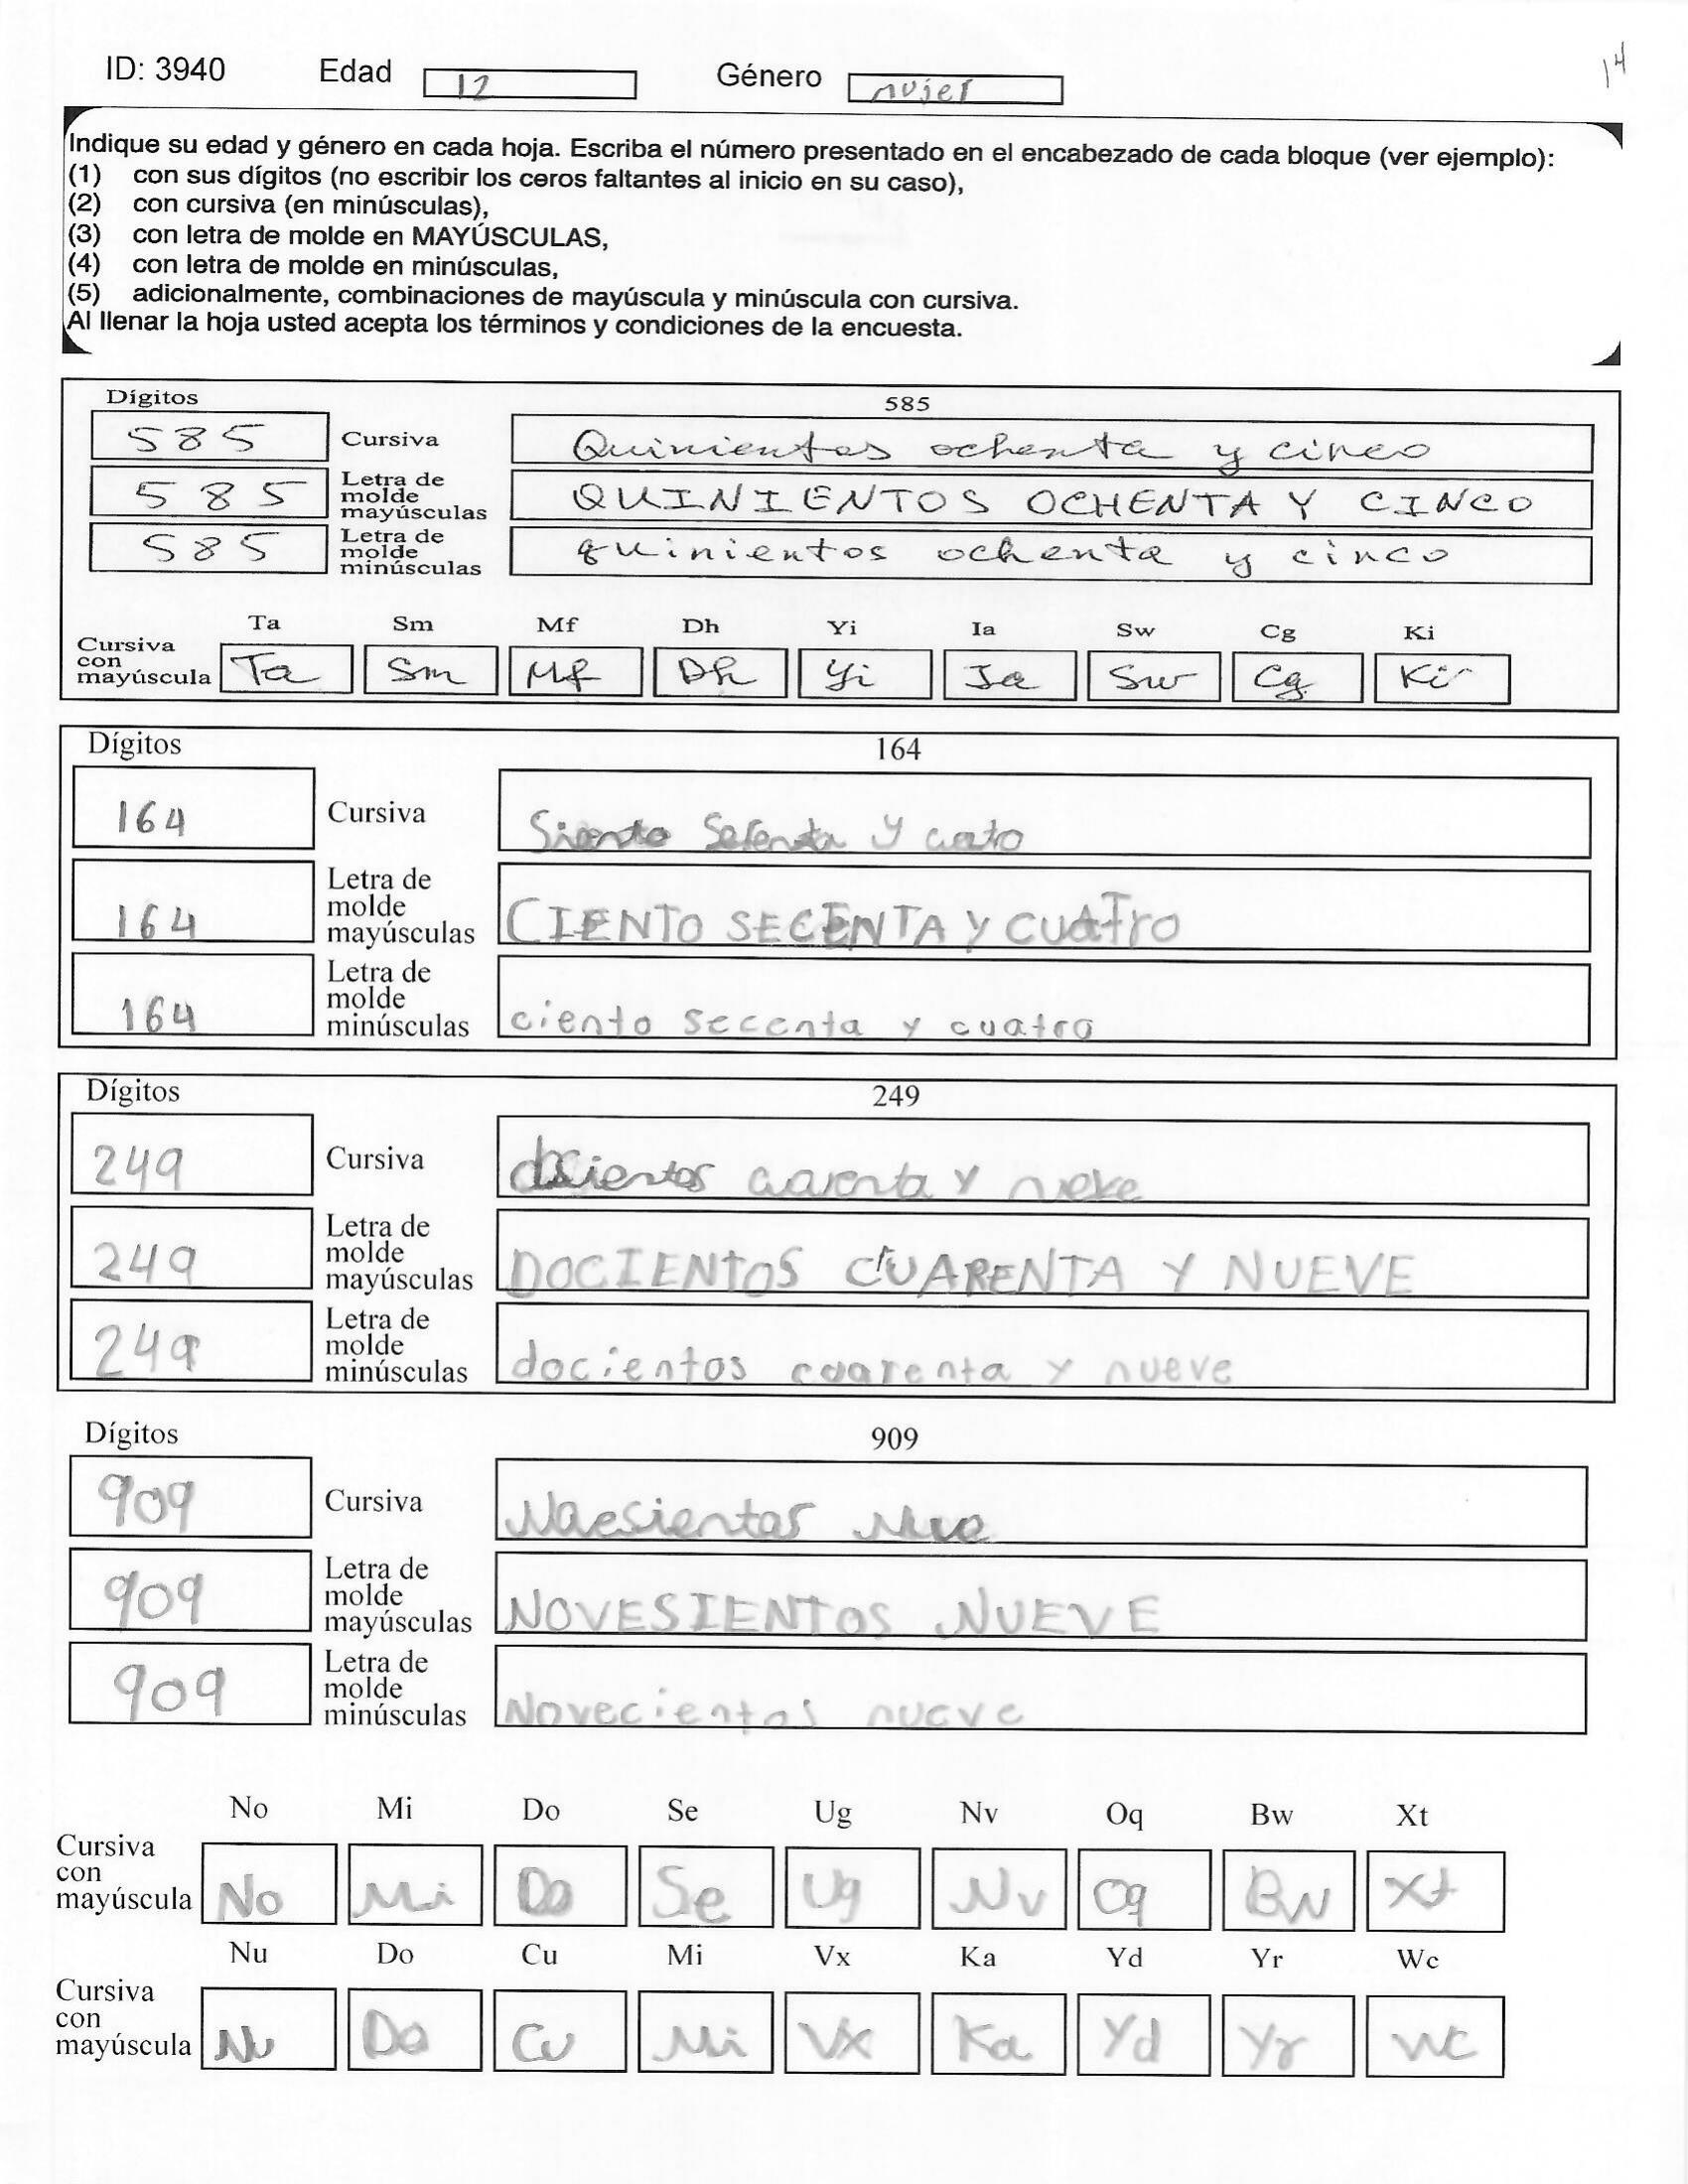 ID: 3940 Edad 12 Género mujer 14
Indique su edad y género en cada hoja. Escriba el número presentado en el encabezado de cada bloque (ver ejemplo):
(1) con sus dígitos (no escribir los ceros faltantes al inicio en su caso),
(2) con cursiva (en minúsculas),
(3) con letra de molde en MAYÚSCULAS,
(4) con letra de molde en minúsculas,
(5) adicionalmente, combinaciones de mayúscula y minúscula con cursiva.
Al llenar la hoja usted acepta los términos y condiciones de la encuesta.
Dígitos 585
585 Cursiva Quinientos ochenta y cinco
585 Letra de molde mayúsculas QUINIENTOS OCHENTA Y CINCO
585 Letra de molde minúsculas quinientos ochenta y cinco
Ta Sm Mf Dh Yi Ia Sw Cg Ki
Cursiva con mayúscula Ta Sm Mf Dh Yi Ia Sw Cg Ki
Dígitos 164
164 Cursiva Siento Sesenta y
164 Letra de molde mayúsculas CIENTO SECENTA Y CUATrO
164 Letra de molde minúsculas ciento Secenta y cuatro
Dígitos 249
249 Cursiva doscientos y
249 Letra de molde mayúsculas DOCIENtOS CUARENTA Y NUEVE
249 Letra de molde minúsculas docientos cuarenta y nueve
Dígitos 909
909 Cursiva
909 Letra de molde mayúsculas NOVESIENTOS NUEVE
909 Letra de molde minúsculas Novecientos nueve
No Mi Do Se Ug Nv Oq Bw Xt
Cursiva con mayúscula No Mi Do Se Ug Nv Oq Bw Xt
Nu Do Cu Mi Vx Ka Yd Yr Wc
Cursiva con mayúscula Nu Do Cu Mi Vx Ka Yd Yr Wc